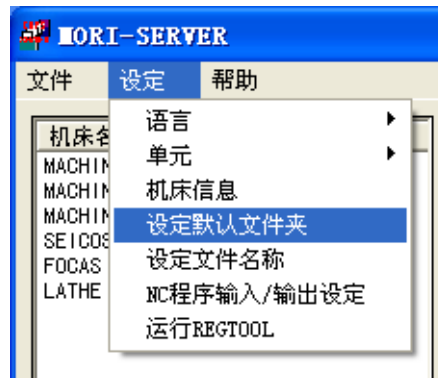 MORI-SERVER
文件 设定 帮助
机床名
语言
单元
机床信息
设定默认文件夹
设定文件名称
NC程序输入/输出设定
运行REGTOOL
MACHIN
MACHIN
MACHIN
SEICOS
FOCAS
LATHE